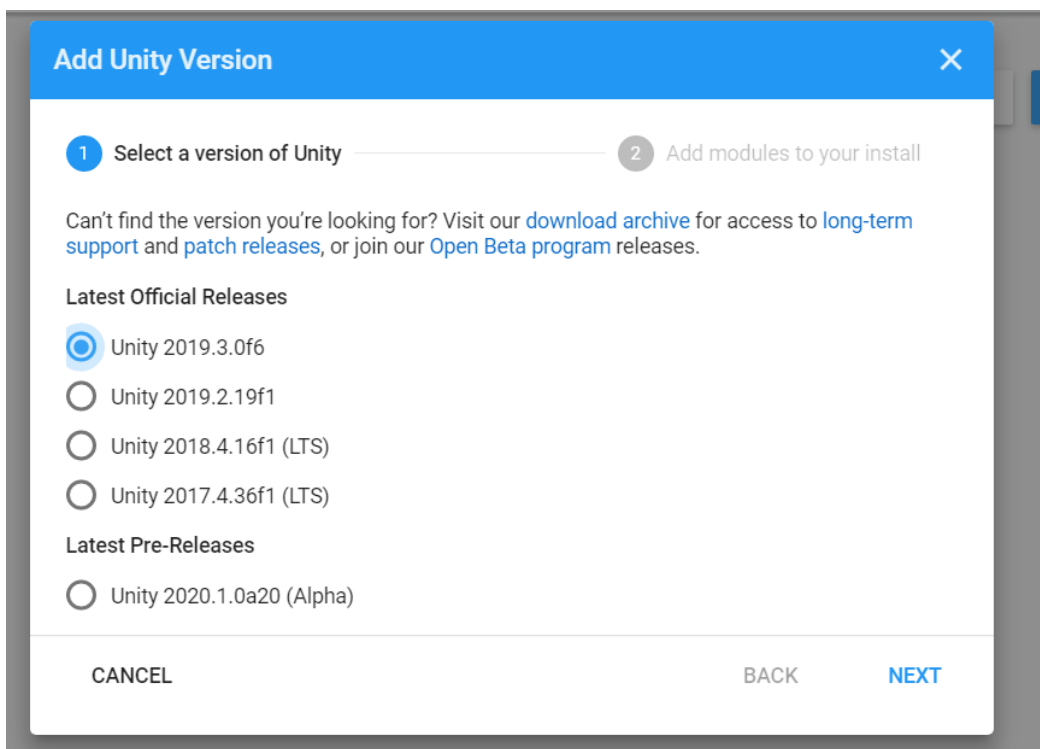 Add Unity Version
1 Select a version of Unity 2 Add modules to your install
Can't find the version you're looking for? Visit our download archive for access to long-term
support and patch releases, or join our Open Beta program releases.
Latest Official Releases
Unity 2019.3.0f6
Unity 2019.2.19f1
Unity 2018.4.16f1 (LTS)
Unity 2017.4.36f1 (LTS)
Latest Pre-Releases
Unity 2020.1.0a20 (Alpha)
CANCEL BACK NEXT